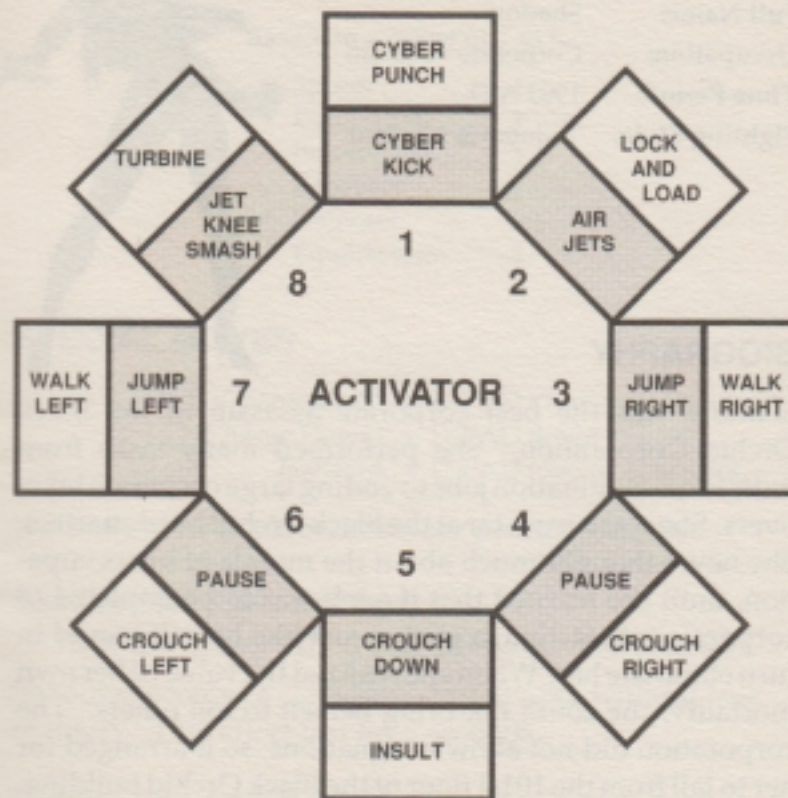 CYBER
PUNCH
CYBER
KICK
TURBINE
JET
KNEE
SMASH
LOCK
AND
LOAD
AIR
JETS
1
8
2
WALK
LEFT
JUMP
LEFT
7
ACTIVATOR
3
JUMP
RIGHT
WALK
RIGHT
6
4
5
PAUSE
PAUSE
CROUCH
LEFT
CROUCH
DOWN
CROUCH
RIGHT
INSULT